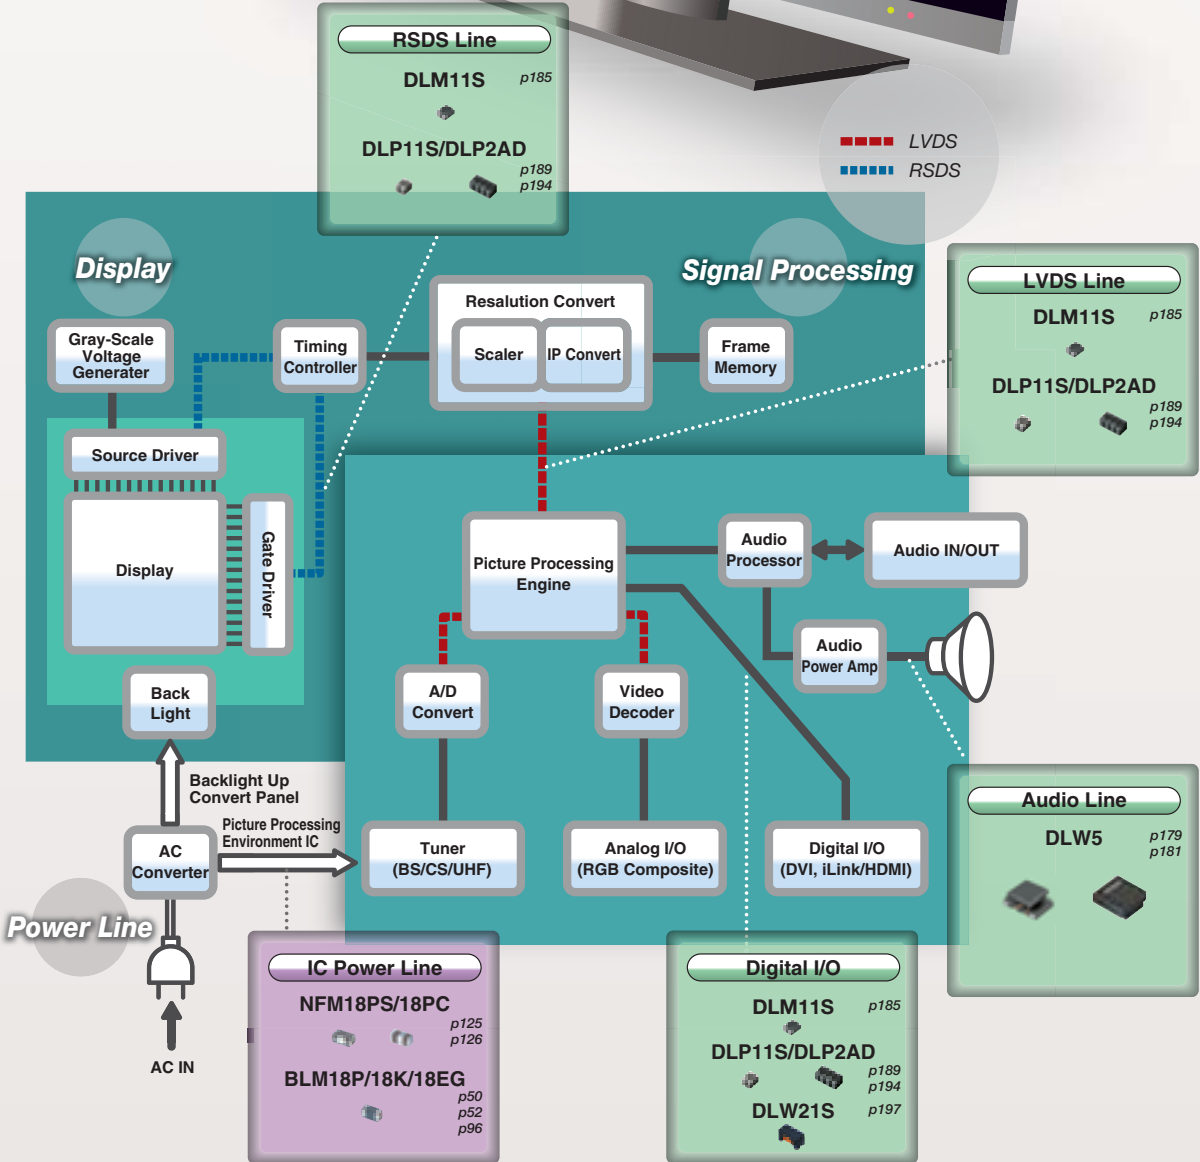 RSDS Line
DLM11S p185
DLP11S/DLP2AD
p189
p194
LVDS
RSDS
Display
Signal Processing
LVDS Line
DLM11S p185
DLP11S/DLP2AD
p189
p194
Gray-Scale
Voltage
Generater
Timing
Controller
Resalution Convert
Scaler
IP Convert
Frame
Memory
Source Driver
Display
Gate Driver
Back
Light
Picture Processing
Engine
Audio
Processor
Audio IN/OUT
Audio
Power Amp
A/D
Convert
Video
Decoder
Backlight Up
Convert Panel
Picture Processing
Environment IC
AC
Converter
Tuner
(BS/CS/UHF)
Analog I/O
(RGB Composite)
Digital I/O
(DVI, iLink/HDMI)
Audio Line
DLW5 p179
p181
Power Line
AC IN
IC Power Line
NFM18PS/18PC
p125
p126
BLM18P/18K/18EG
p50
p52
p96
Digital I/O
DLM11S p185
DLP11S/DLP2AD
p189
p194
DLW21S p197